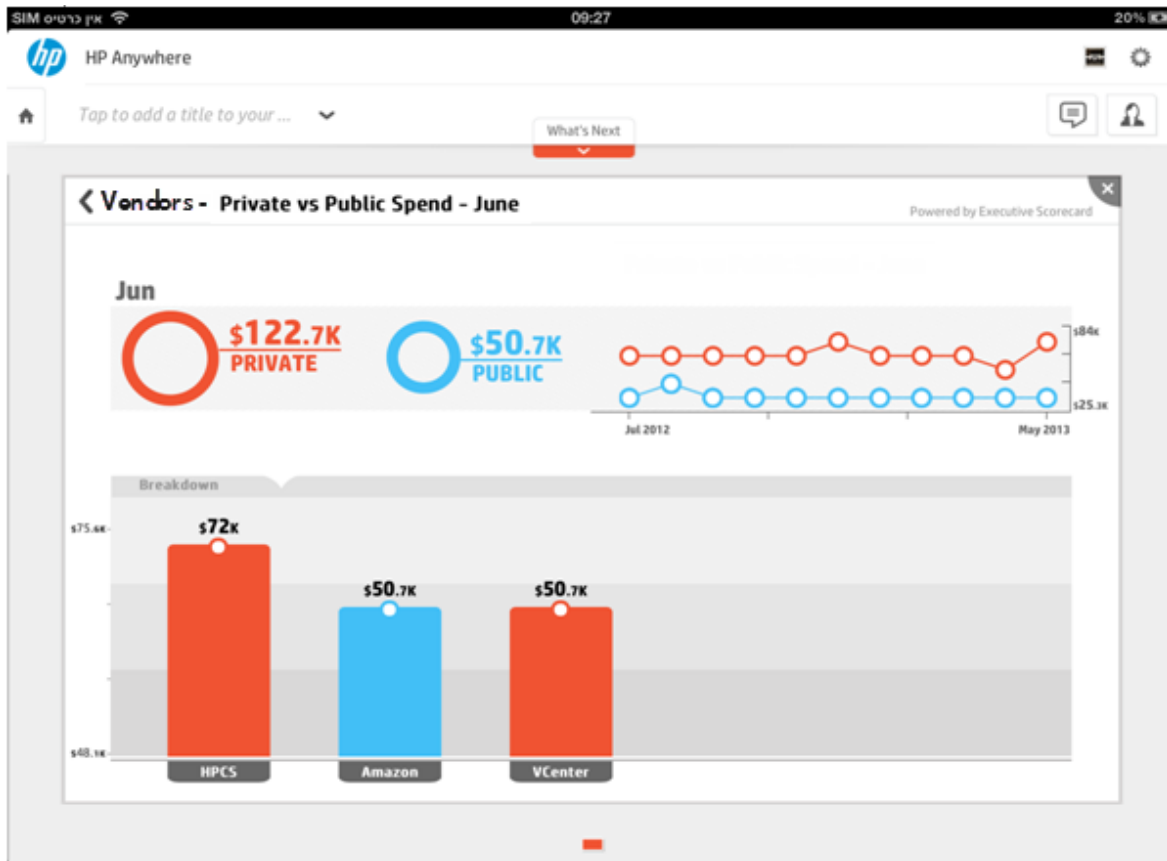 SIM אין כרטיס 09:27 20%
hp HP Anywhere
Tap to add a title to your ...
What's Next
Vendors - Private vs Public Spend - June
Powered by Executive Scorecard
Jun
$122.7K
PRIVATE
$50.7K
PUBLIC
$84K
$25.3K
Jul 2012 May 2013
Breakdown
$75.6K
$72K
$50.7K $50.7K
$48.1K
HPCS Amazon VCenter